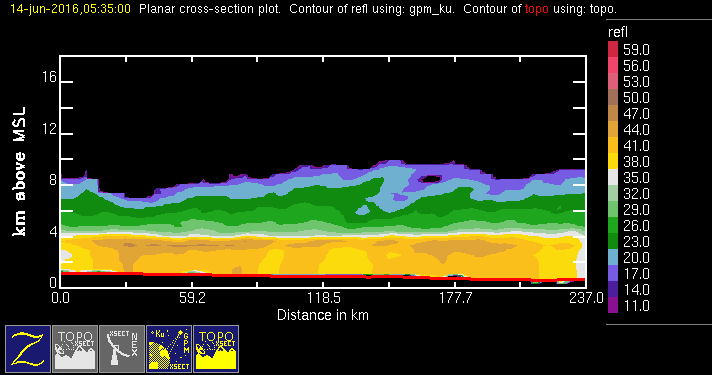 14-jun-2016,05:35:00 Planar cross-section plot. Contour of refl using: gpm_ku. Contour of topo using: topo.
refl
59.0
56.0
53.0
50.0
47.0
44.0
41.0
38.0
35.0
32.0
29.0
26.0
23.0
20.0
17.0
14.0
11.0
km above MSL
16
12
8
4
0
0.0 59.2 118.5 177.7 237.0
Distance in km
Z
TOPO
XSECT
XSECT
Ku
GPM
XSECT
TOPO
XSECT